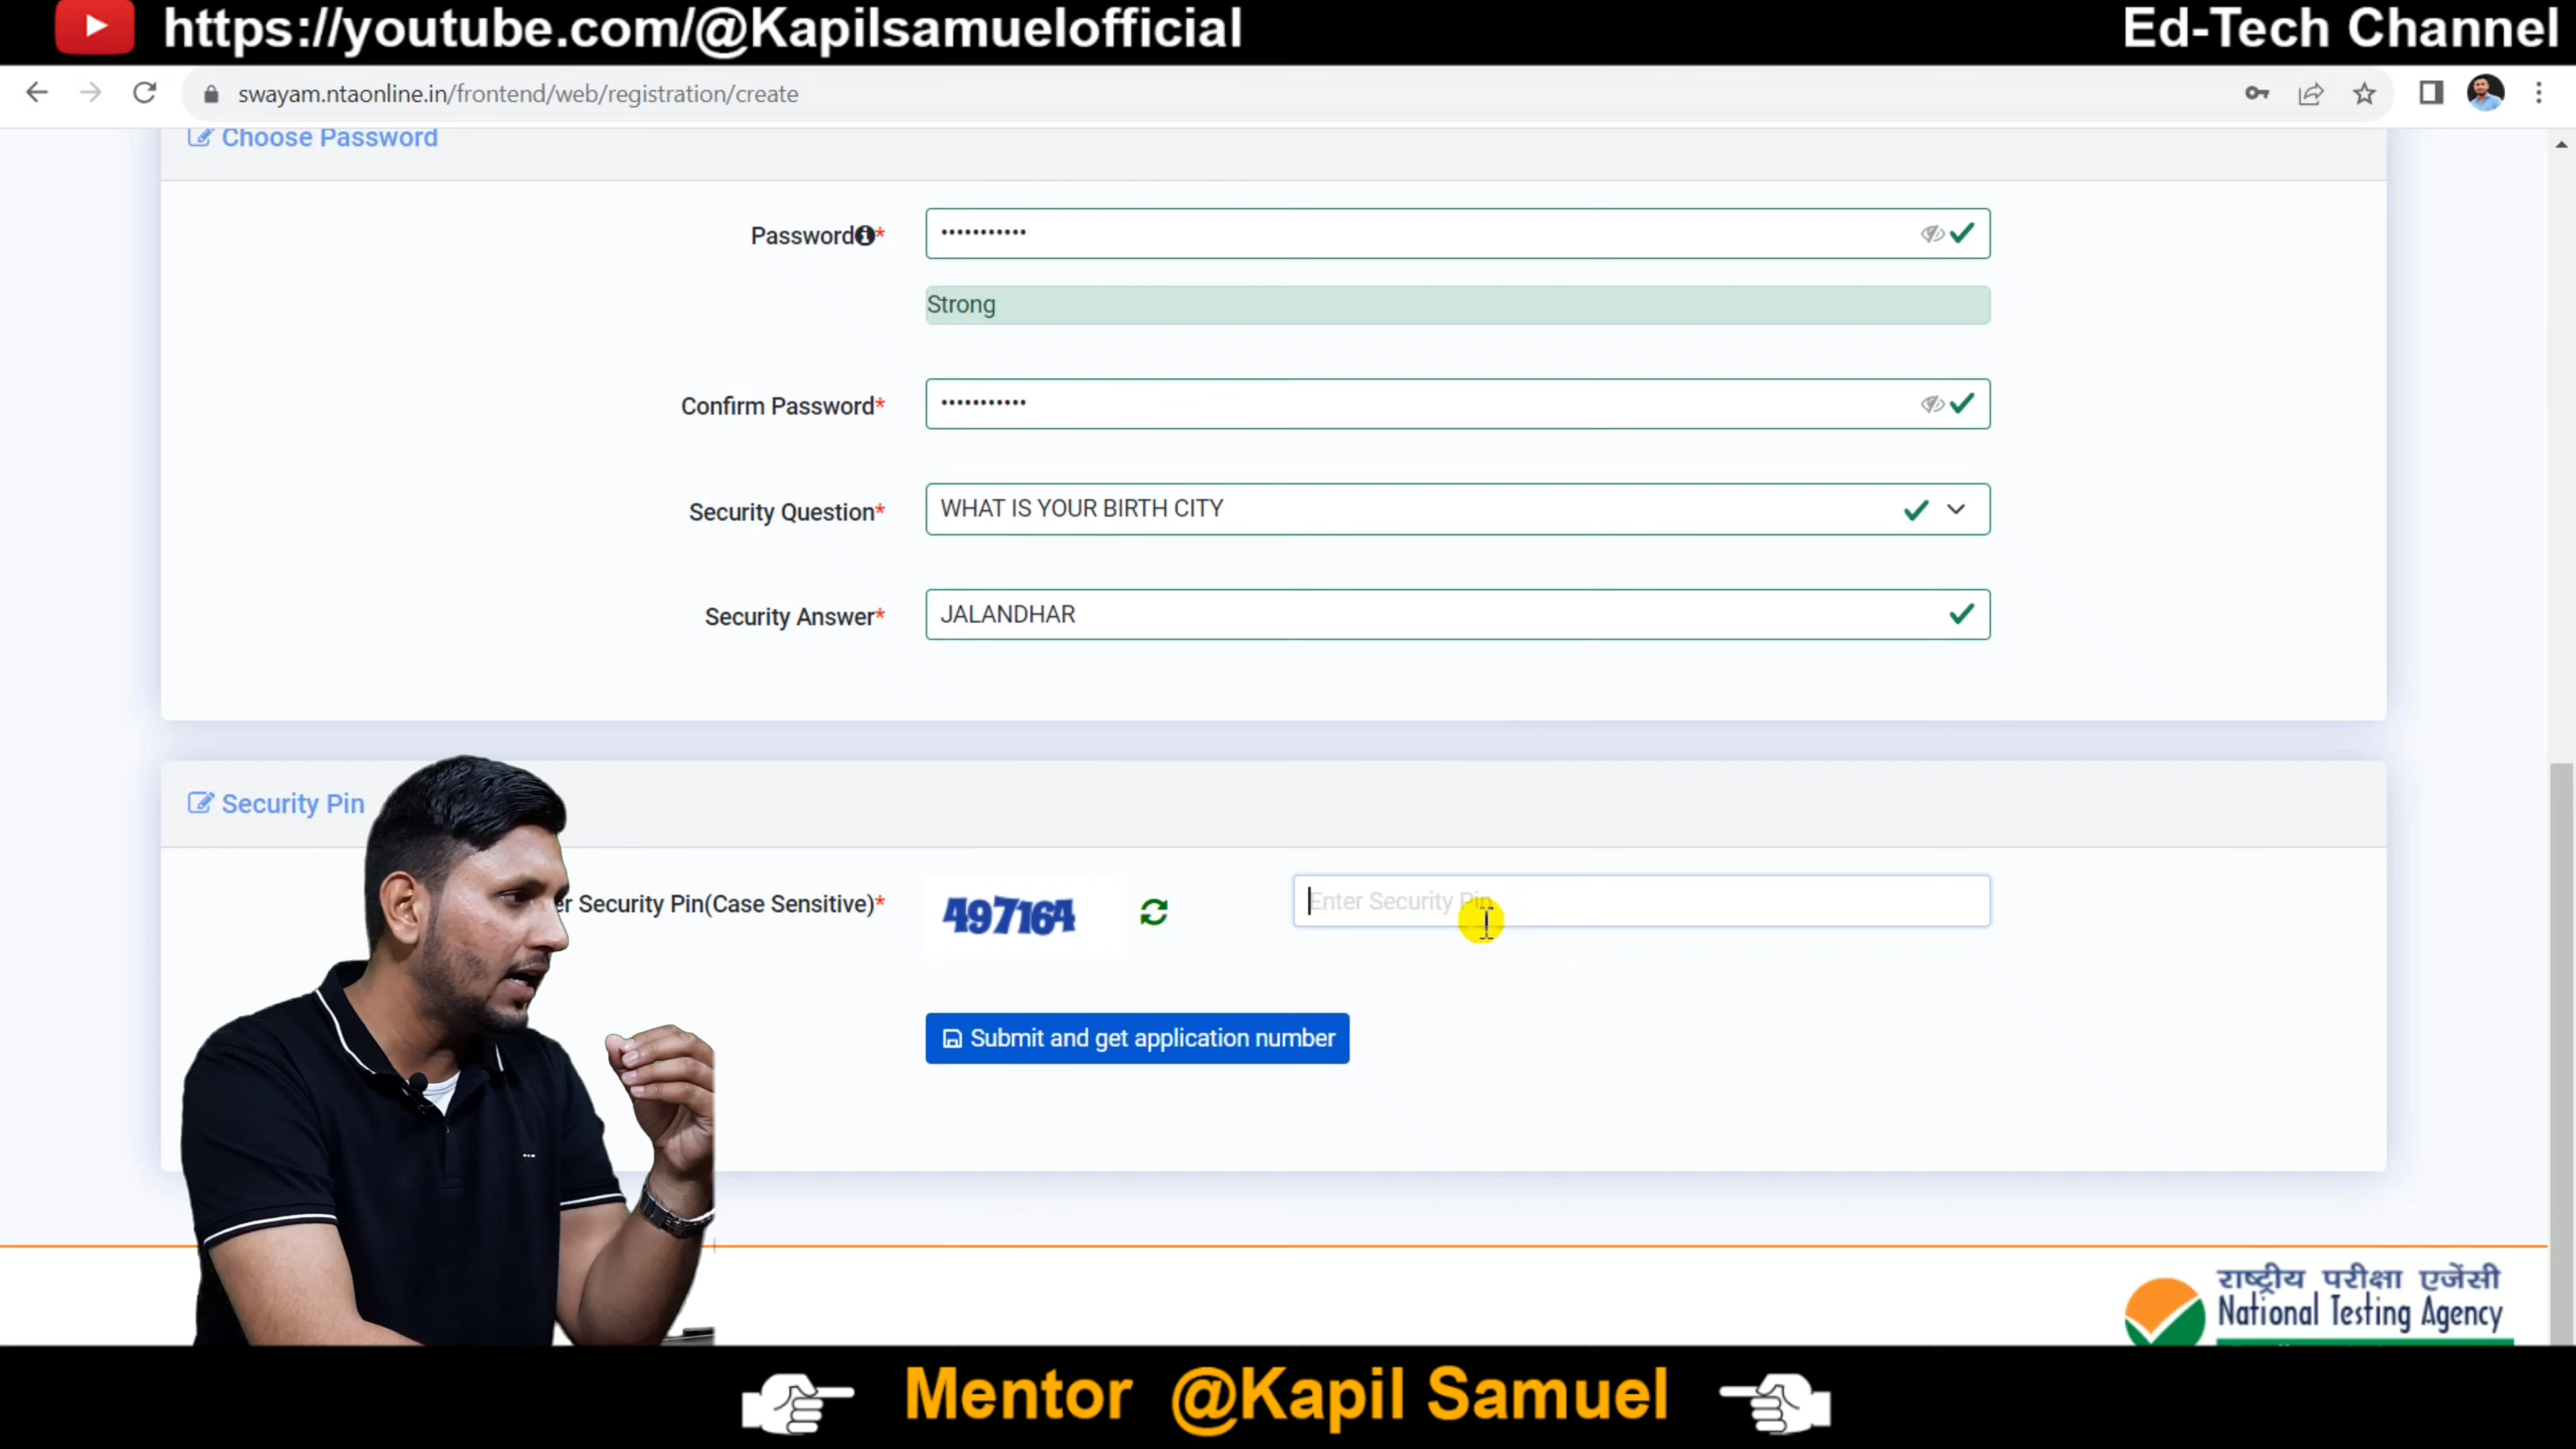 https://youtube.com/@Kapilsamuelofficial
Ed-Tech Channel
swayam.ntaonline.in/frontend/web/registration/create
Choose Password
Password*
•••••••••••
Strong
Confirm Password*
•••••••••••
Security Question*
WHAT IS YOUR BIRTH CITY
Security Answer*
JALANDHAR
Security Pin
er Security Pin(Case Sensitive)*
497164
Enter Security Pin
Submit and get application number
राष्ट्रीय परीक्षा एजेंसी
National Testing Agency
Mentor @Kapil Samuel